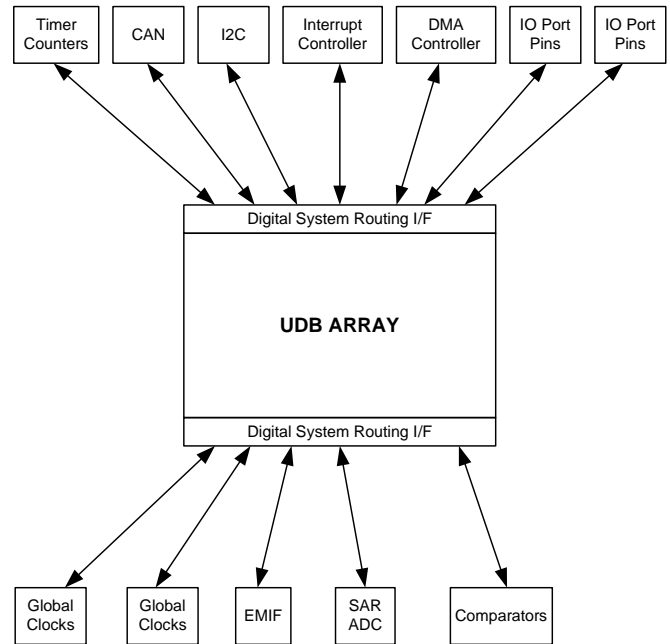 Timer
Counters
CAN
I2C
Interrupt
Controller
DMA
Controller
IO Port
Pins
IO Port
Pins
Digital System Routing I/F
UDB ARRAY
Digital System Routing I/F
Global
Clocks
Global
Clocks
EMIF
SAR
ADC
Comparators